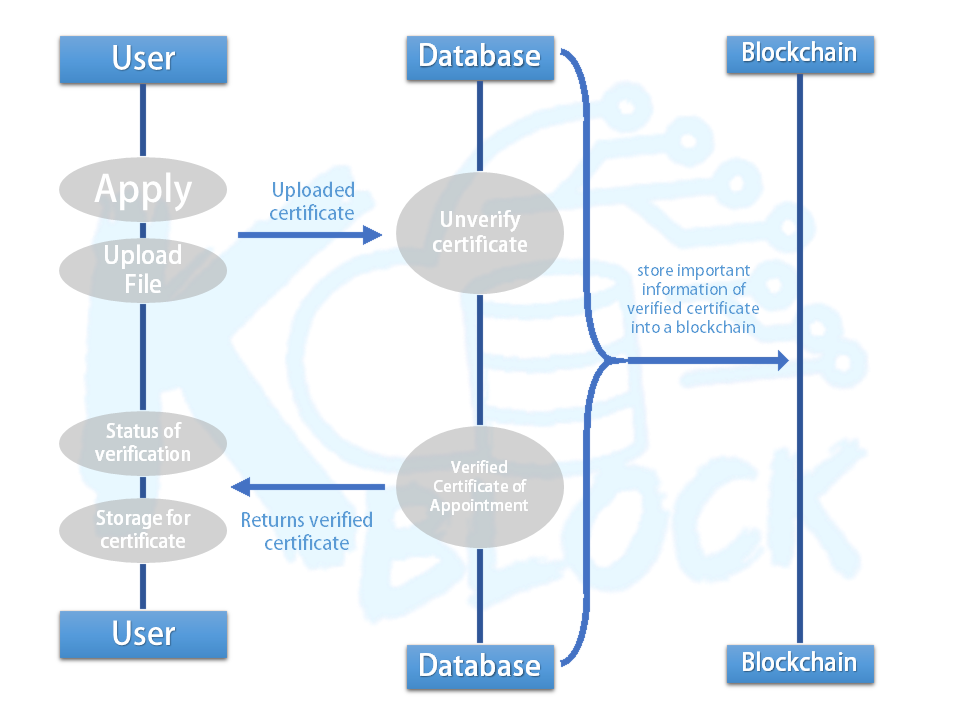 User
Database
Blockchain
Apply
Upload
File
Uploaded
certificate
Unverify
certificate
store important
information of
verified certificate
into a blockchain
Status of
verification
Storage for
certificate
Returns verified
certificate
Verified
Certificate of
Appointment
User
Database
Blockchain
K
BLOCK